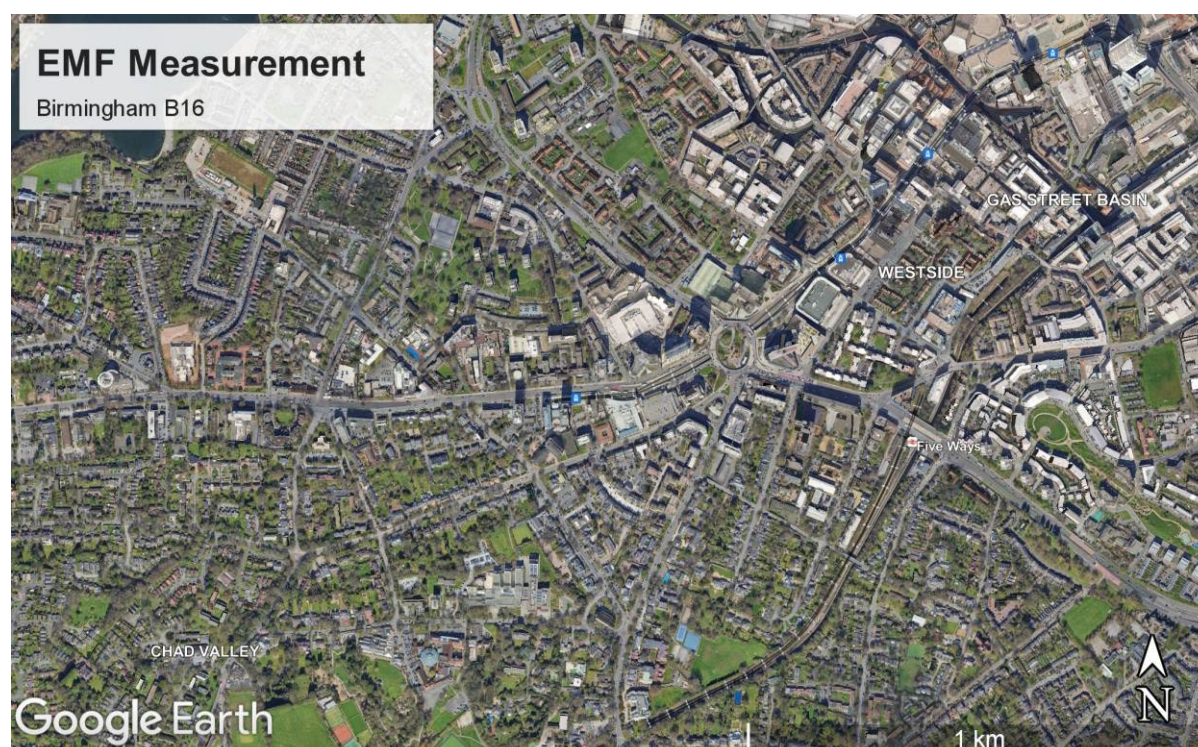 EMF Measurement
Birmingham B16
GAS STREET BASIN
WESTSIDE
Five Ways
CHAD VALLEY
Google Earth
N
1 km